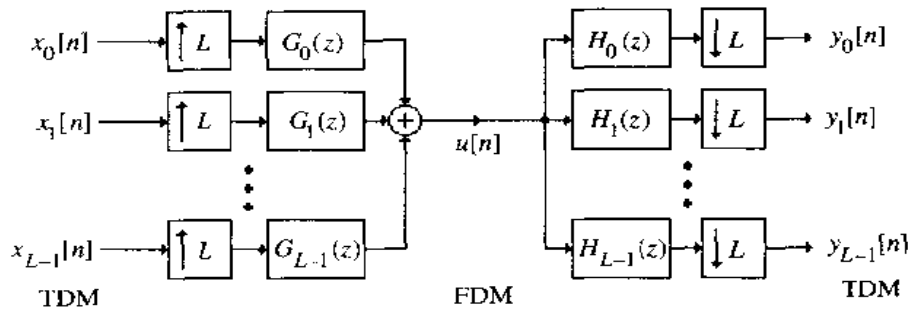 x_0[n] ↑ L G_0(z) H_0(z) ↓ L y_0[n]
x_1[n] ↑ L G_1(z) + u[n] H_1(z) ↓ L y_1[n]
x_{L-1}[n] ↑ L G_{L-1}(z) H_{L-1}(z) ↓ L y_{L-1}[n]
TDM FDM TDM